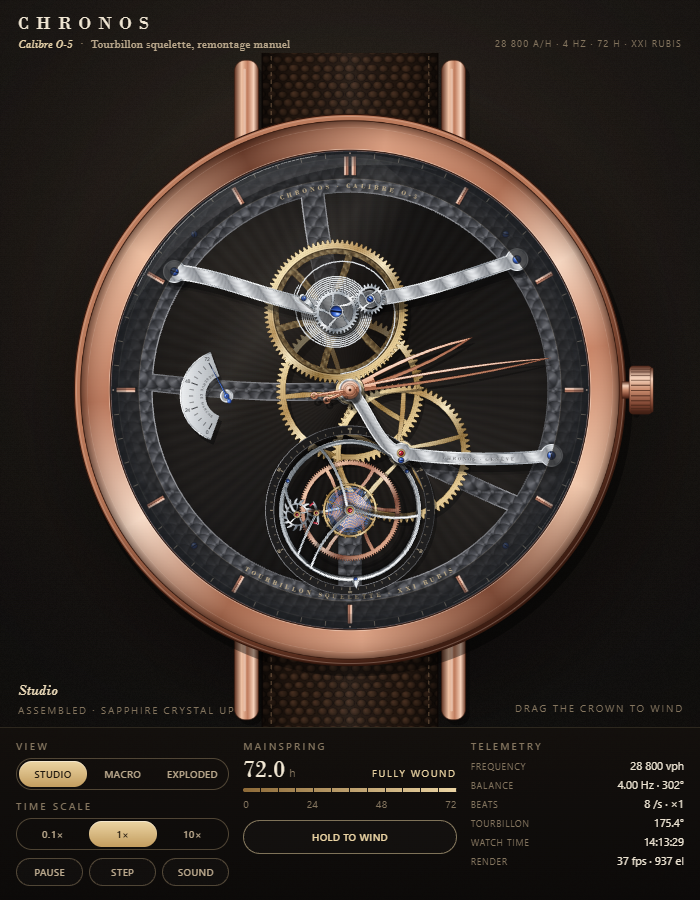 CHRONOS
Calibre O-5 · Tourbillon squelette, remontage manuel
28 800 A/H · 4 HZ · 72 H · XXI RUBIS
CHRONOS CALIBRE O-5
TOURBILLON SQUELETTE XXI RUBIS
Studio
ASSEMBLED · SAPPHIRE CRYSTAL UP
DRAG THE CROWN TO WIND
VIEW
STUDIO MACRO EXPLODED
TIME SCALE
0.1× 1× 10×
PAUSE STEP SOUND
MAINSPRING
72.0 h FULLY WOUND
0 24 48 72
HOLD TO WIND
TELEMETRY
FREQUENCY 28 800 vph
BALANCE 4.00 Hz · 302°
BEATS 8 /s · ×1
TOURBILLON 175.4°
WATCH TIME 14:13:29
RENDER 37 fps · 937 el